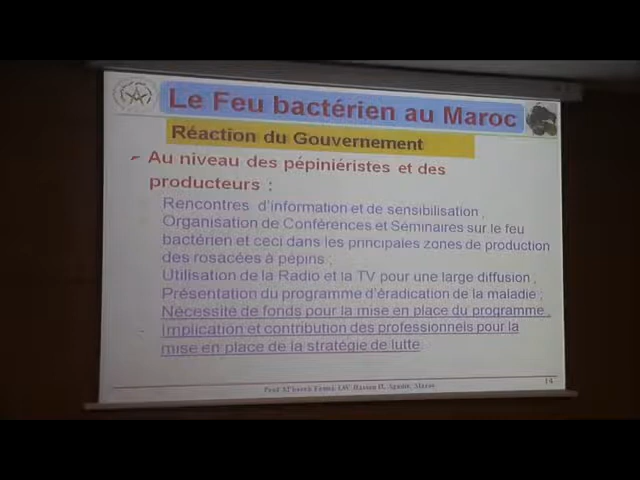 Le Feu bactérien au Maroc
Réaction du Gouvernement
Au niveau des pépiniéristes et des
producteurs :
Rencontres d'information et de sensibilisation ;
Organisation de Conférences et Séminaires sur le feu
bactérien et ceci dans les principales zones de production
des rosacées à pépins ;
Utilisation de la Radio et la TV pour une large diffusion ;
Présentation du programme d'éradication de la maladie ;
Nécessité de fonds pour la mise en place du programme
Implication et contribution des professionnels pour la
mise en place de la stratégie de lutte
Hassan II, Agadir, Maroc
14